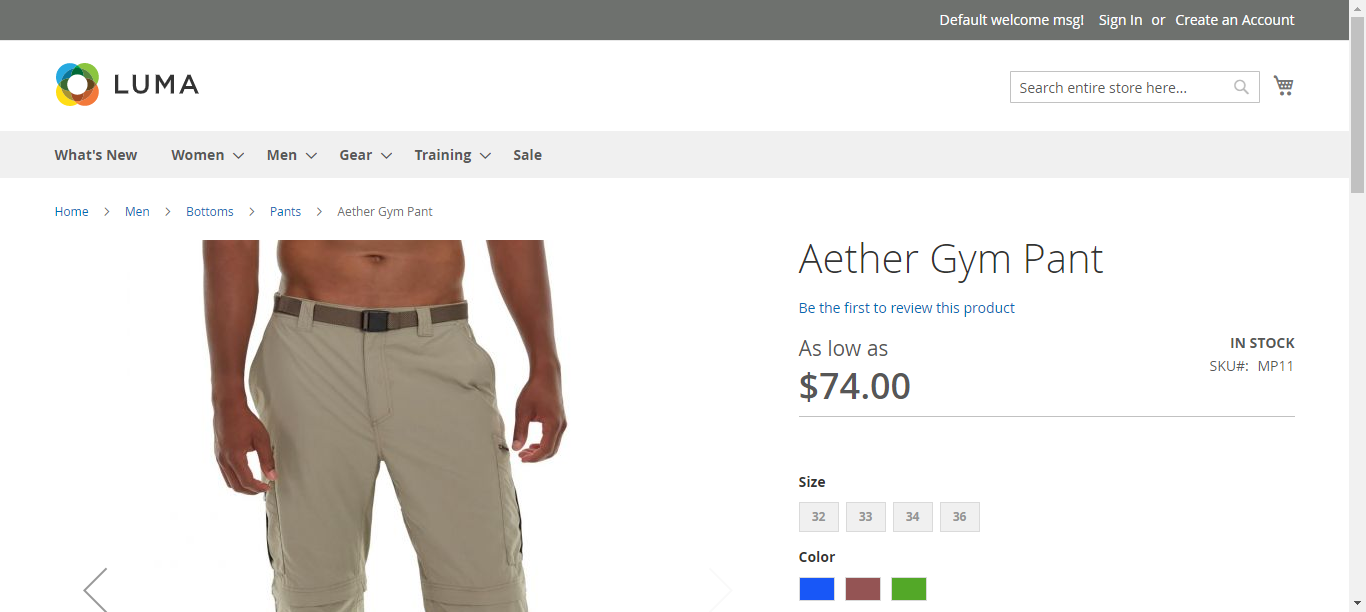 Default welcome msg! Sign In or Create an Account
LUMA
Search entire store here...
What's New Women Men Gear Training Sale
Home > Men > Bottoms > Pants > Aether Gym Pant
Aether Gym Pant
Be the first to review this product
As low as
$74.00
IN STOCK
SKU#: MP11
Size
32 33 34 36
Color